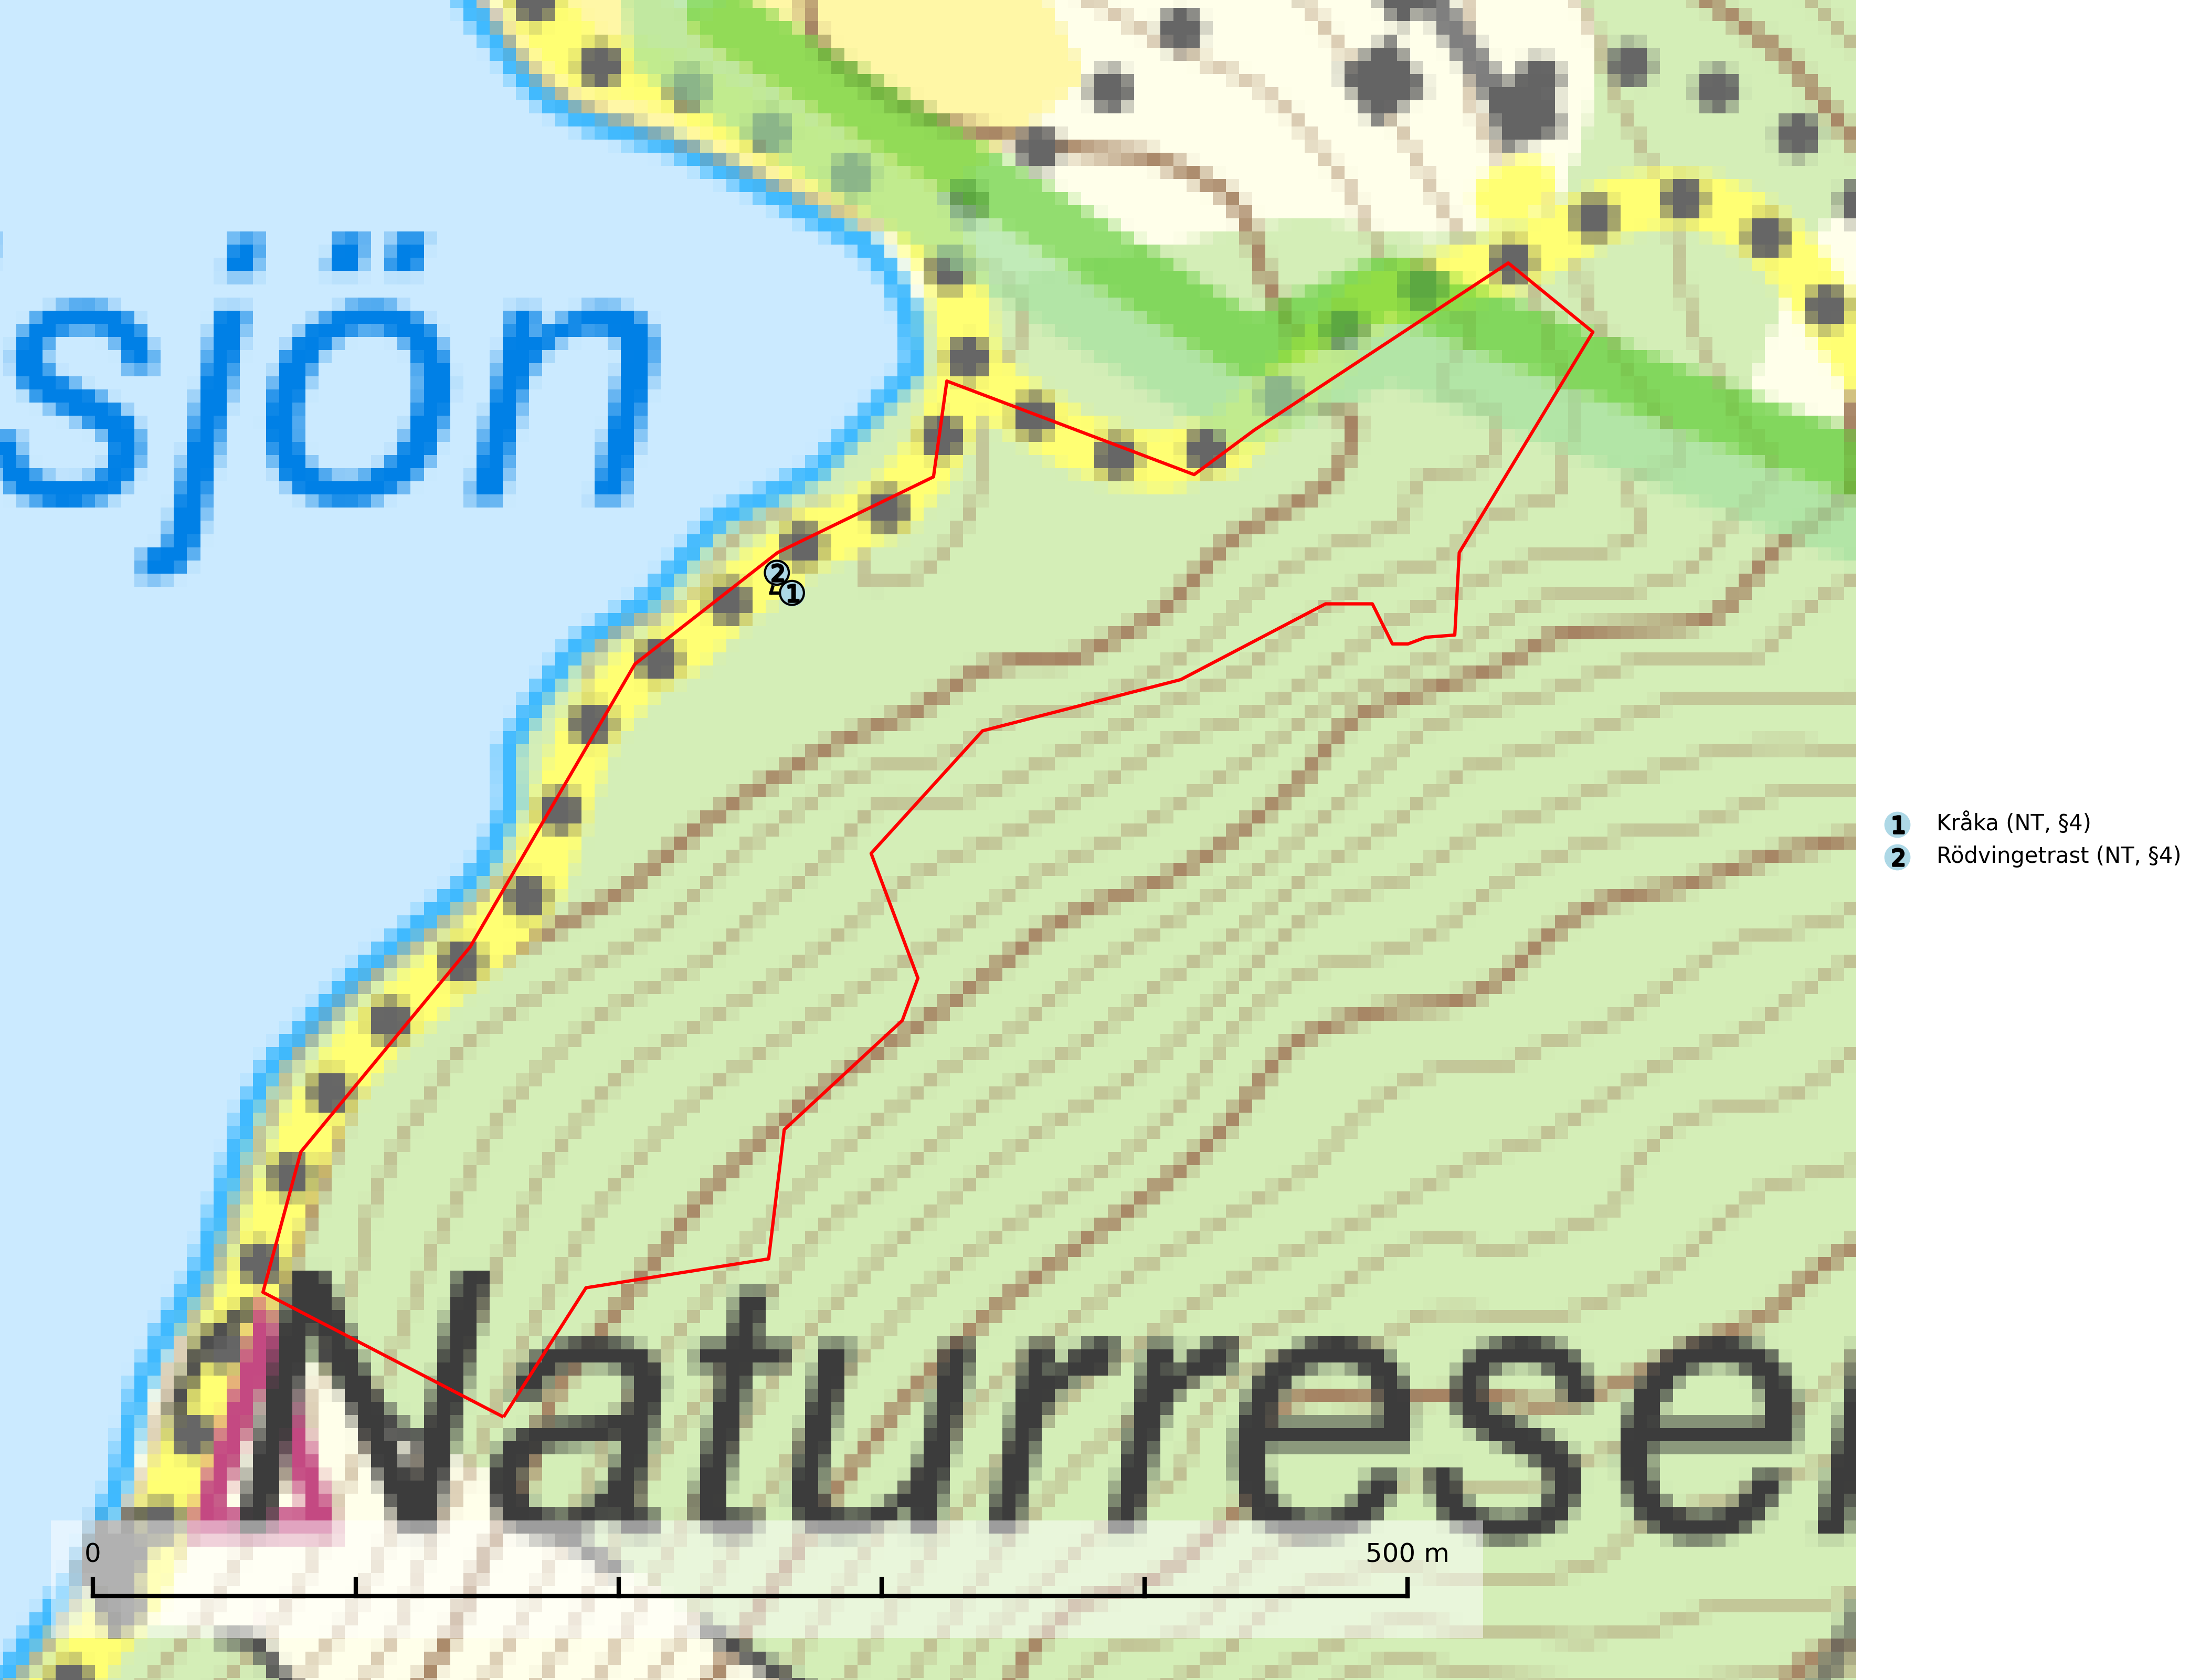 sjön
2
1
1 Kråka (NT, §4)
2 Rödvingetrast (NT, §4)
Naturreser
0 500 m